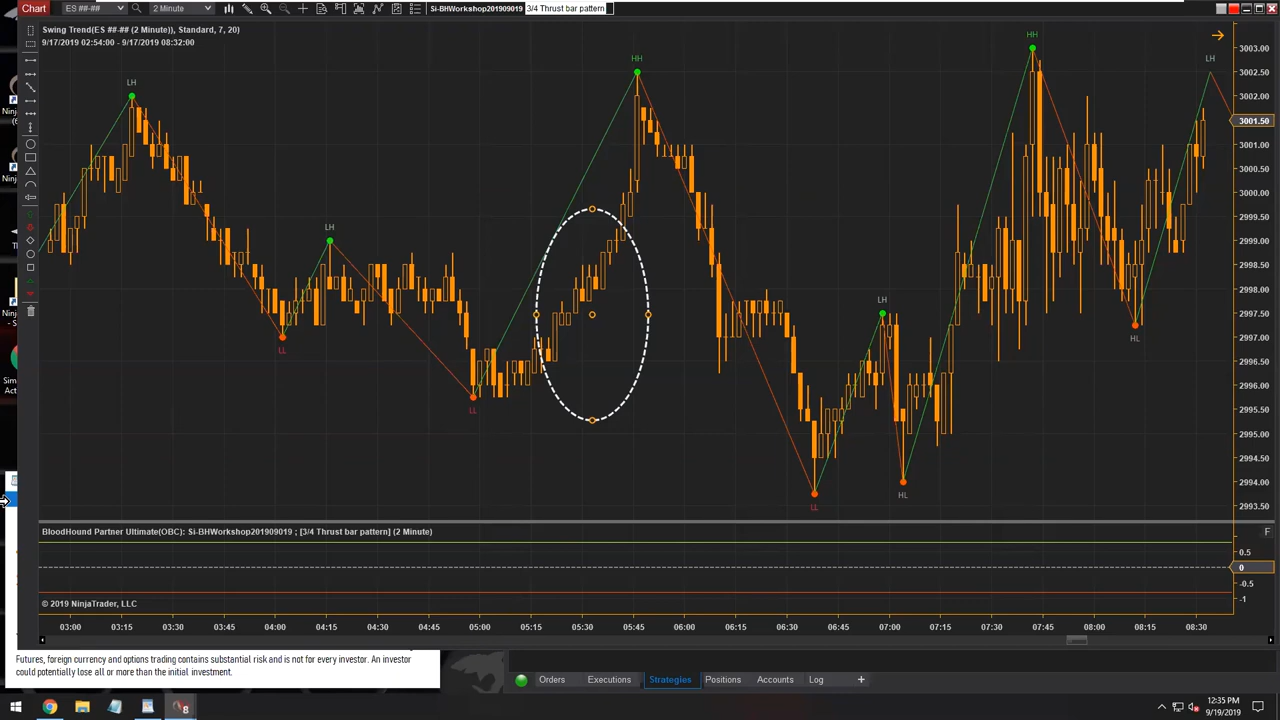 Chart
ES ##-##
2 Minute
Si-BHWorkshop201909019
3/4 Thrust bar pattern
Swing Trend(ES ##-## (2 Minute)), Standard, 7, 20)
9/17/2019 02:54:00 - 9/17/2019 08:32:00
HH
HH
LH
LH
LH
LH
LL
LL
LL
HL
HL
3003.00
3002.50
3002.00
3001.50
3001.00
3000.50
3000.00
2999.50
2999.00
2998.50
2998.00
2997.50
2997.00
2996.50
2996.00
2995.50
2995.00
2994.50
2994.00
2993.50
BloodHound Partner Ultimate(OBC): Si-BHWorkshop201909019 ; [3/4 Thrust bar pattern] (2 Minute)
F
0.5
0
-0.5
-1
© 2019 NinjaTrader, LLC
03:00 03:15 03:30 03:45 04:00 04:15 04:30 04:45 05:00 05:15 05:30 05:45 06:00 06:15 06:30 06:45 07:00 07:15 07:30 07:45 08:00 08:15 08:30
Futures, foreign currency and options trading contains substantial risk and is not for every investor. An investor
could potentially lose all or more than the initial investment.
Orders Executions Strategies Positions Accounts Log +
12:35 PM
9/19/2019